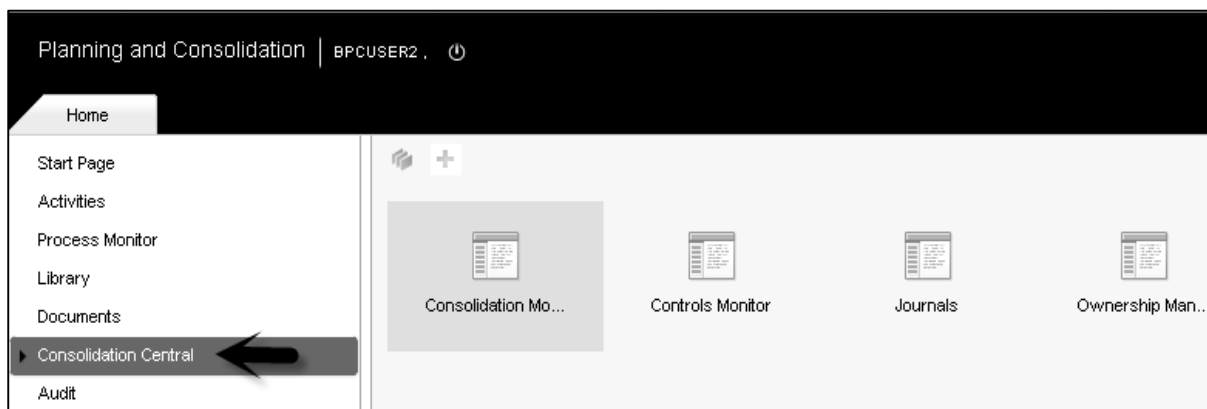 Planning and Consolidation | BPCUSER2 ,
Home
Start Page
Activities
Process Monitor
Library
Documents
Consolidation Central
Audit
Consolidation Mo... Controls Monitor Journals Ownership Man...